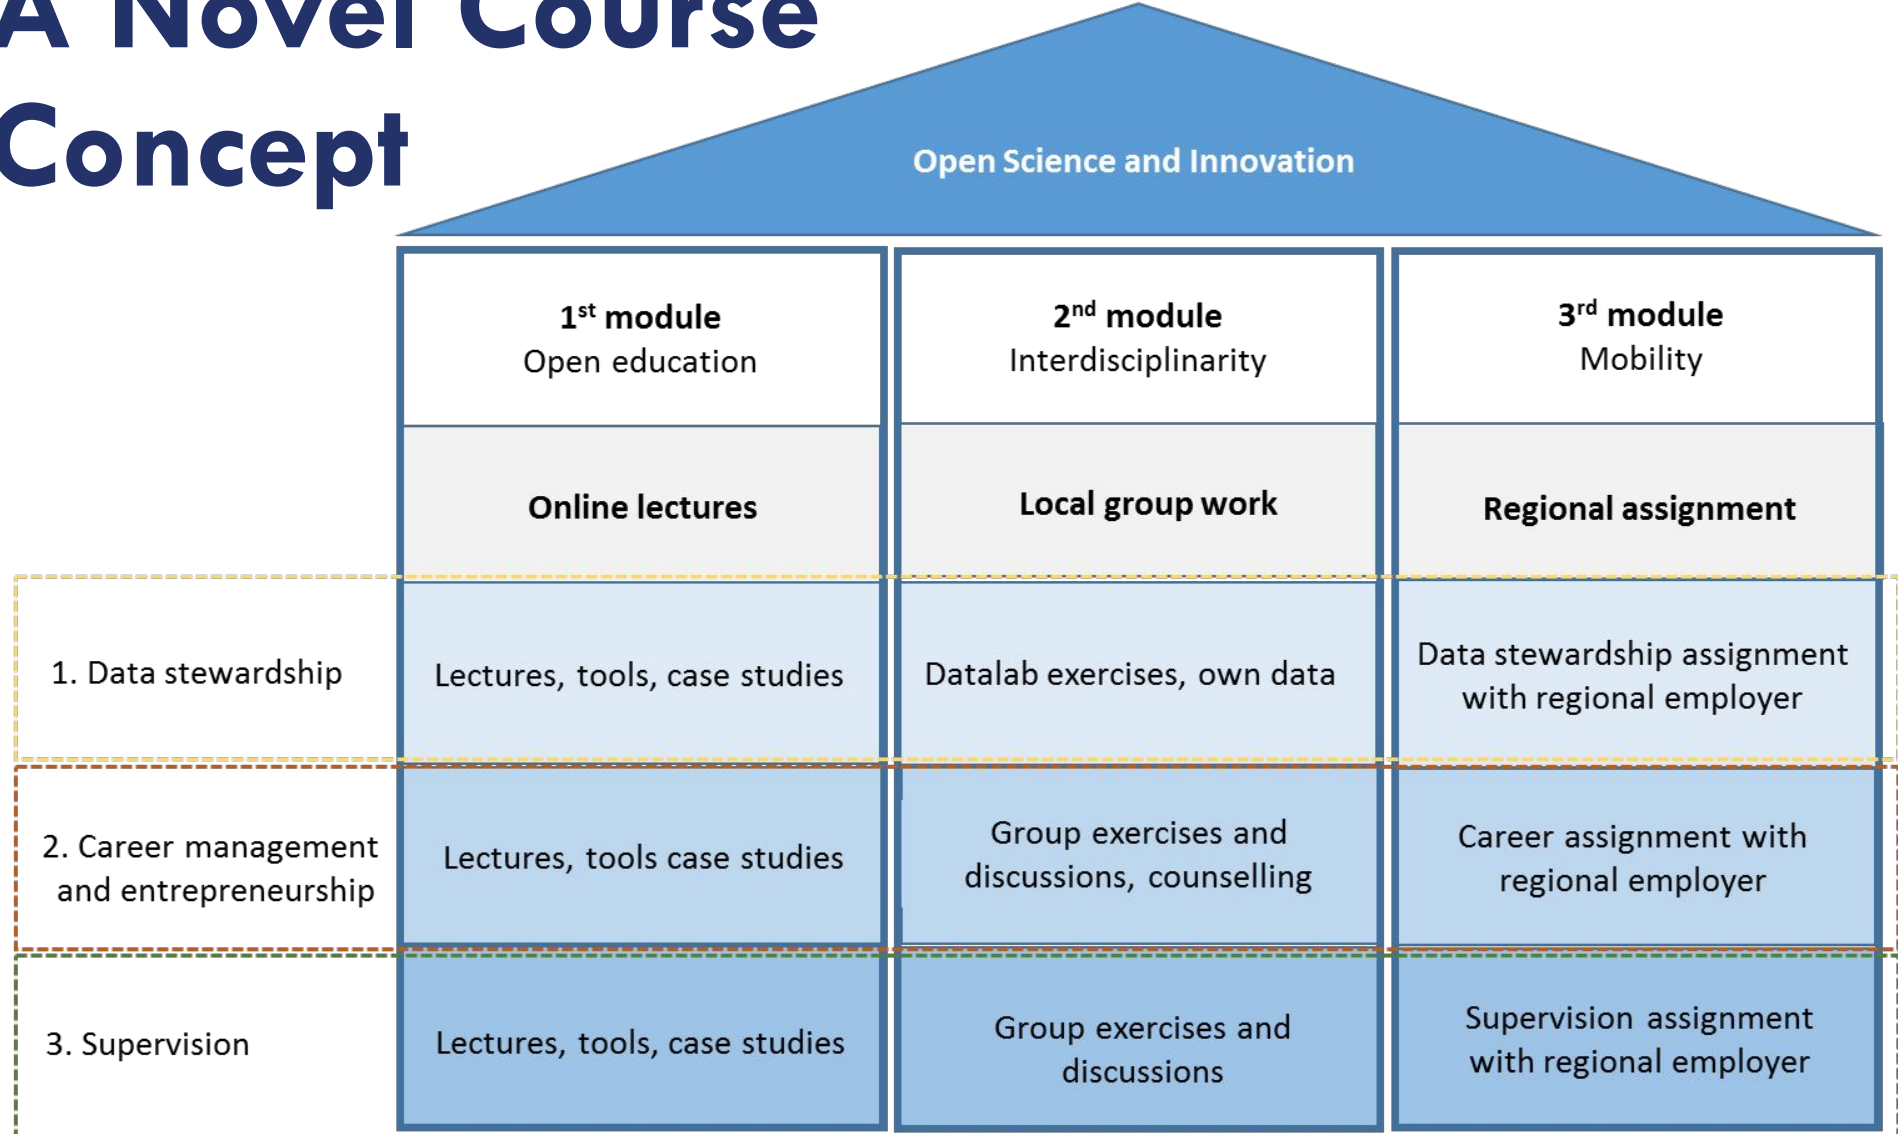 A Novel Course
Concept
Open Science and Innovation
1st module
Open education
2nd module
Interdisciplinarity
3rd module
Mobility
Online lectures
Local group work
Regional assignment
1. Data stewardship
Lectures, tools, case studies
Datalab exercises, own data
Data stewardship assignment
with regional employer
2. Career management
and entrepreneurship
Lectures, tools case studies
Group exercises and
discussions, counselling
Career assignment with
regional employer
3. Supervision
Lectures, tools, case studies
Group exercises and
discussions
Supervision assignment
with regional employer